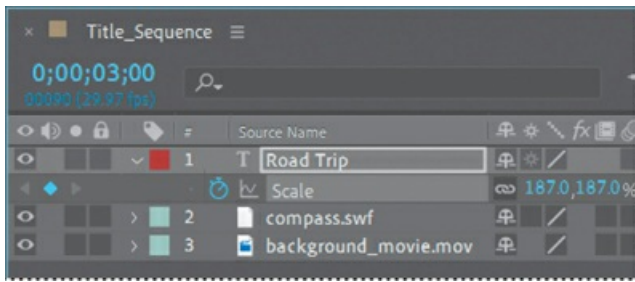 Title_Sequence
0;00;03;00
00090 (29.97 fps)
# Source Name fx
1 T Road Trip
Scale 187.0,187.0%
2 compass.swf
3 background_movie.mov